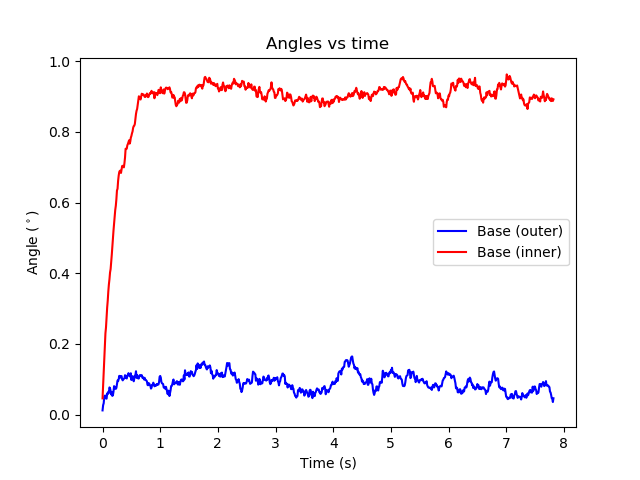 Angles vs time
1.0
0.8
0.6
0.4
0.2
0.0
Angle (°)
Base (outer)
Base (inner)
0 1 2 3 4 5 6 7 8
Time (s)